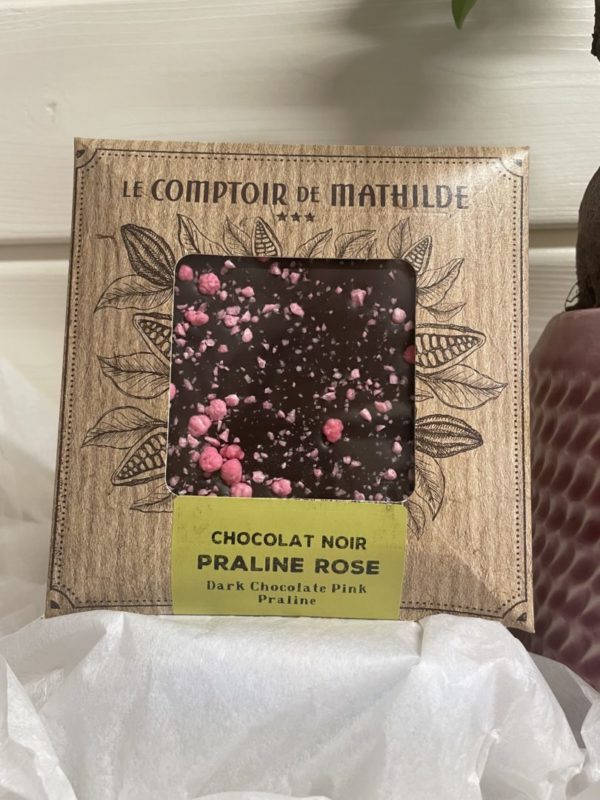 LE COMPTOIR DE MATHILDE
CHOCOLAT NOIR
PRALINE ROSE
Dark Chocolate Pink
Praline